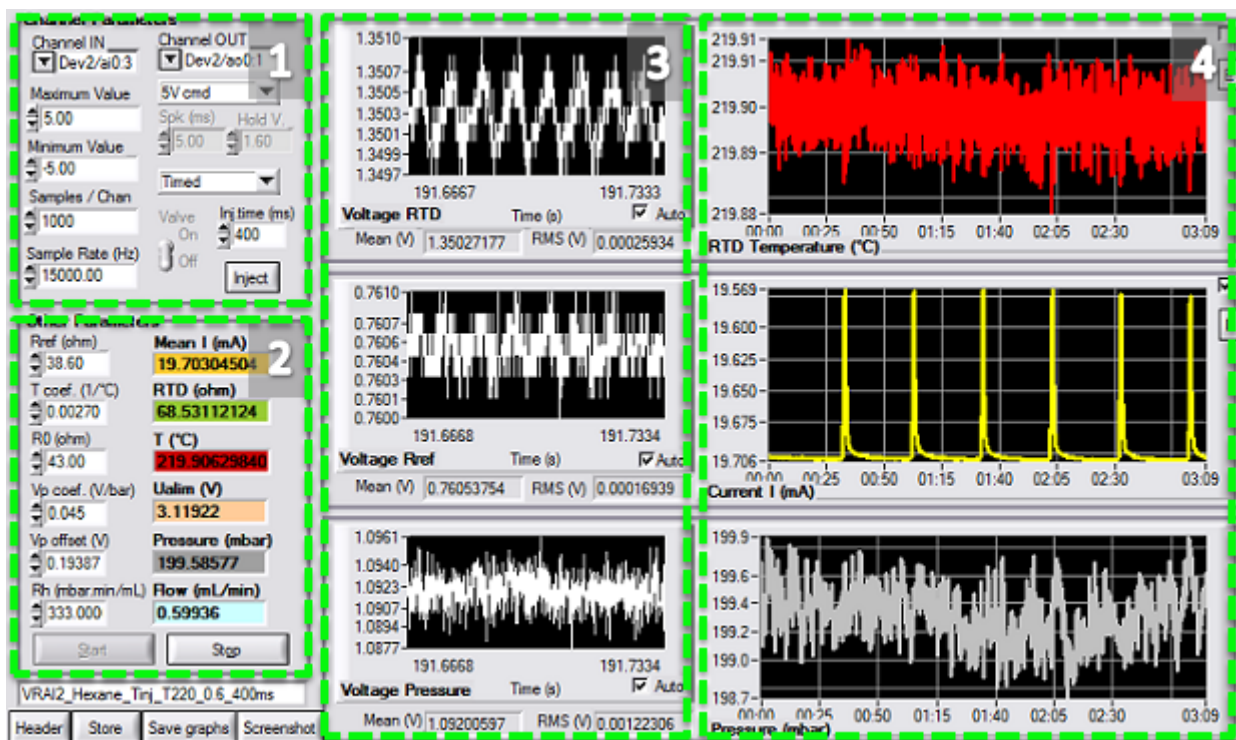 Channel Parameters
1
Channel IN
Channel OUT
Dev2/ai0:3
Dev2/ao0:1
Maximum Value
5V cmd
5.00
Spk (ms)
Hold V.
5.00
1.60
Minimum Value
-5.00
Timed
Samples / Chan
1000
Valve
On
Off
Inj.time (ms)
400
Sample Rate (Hz)
15000.00
Inject
Other Parameters
2
Rref (ohm)
Mean I (mA)
38.60
19.70304504
T coef. (1/°C)
RTD (ohm)
0.00270
68.53112124
R0 (ohm)
T (°C)
43.00
219.90629840
Vp coef. (V/bar)
Ualim (V)
0.045
3.11922
Vp offset (V)
Pressure (mbar)
0.19387
199.58577
Rh (mbar.min/mL)
Flow (mL/min)
333.000
0.59936
Start
Stop
VRAI2_Hexane_Tinj_T220_0.6_400ms
Header
Store
Save graphs
Screenshot
3
1.3510
1.3507
1.3505
1.3503
1.3501
1.3499
1.3497
191.6667
191.7333
Voltage RTD
Time (s)
Auto
Mean (V)
1.35027177
RMS (V)
0.00025934
0.7610
0.7607
0.7606
0.7604
0.7603
0.7601
0.7600
191.6668
191.7334
Voltage Rref
Time (s)
Auto
Mean (V)
0.76053754
RMS (V)
0.00016939
1.0961
1.0940
1.0923
1.0907
1.0894
1.0877
191.6668
191.7334
Voltage Pressure
Time (s)
Auto
Mean (V)
1.09200597
RMS (V)
0.00122306
4
219.91
219.91
219.90
219.89
219.88
00:00
00:25
00:50
01:15
01:40
02:05
02:30
03:09
RTD Temperature (°C)
19.569
19.600
19.625
19.650
19.675
19.706
00:00
00:25
00:50
01:15
01:40
02:05
02:30
03:09
Current I (mA)
199.9
199.6
199.4
199.2
199.0
198.7
00:00
00:25
00:50
01:15
01:40
02:05
02:30
03:09
Pressure (mbar)